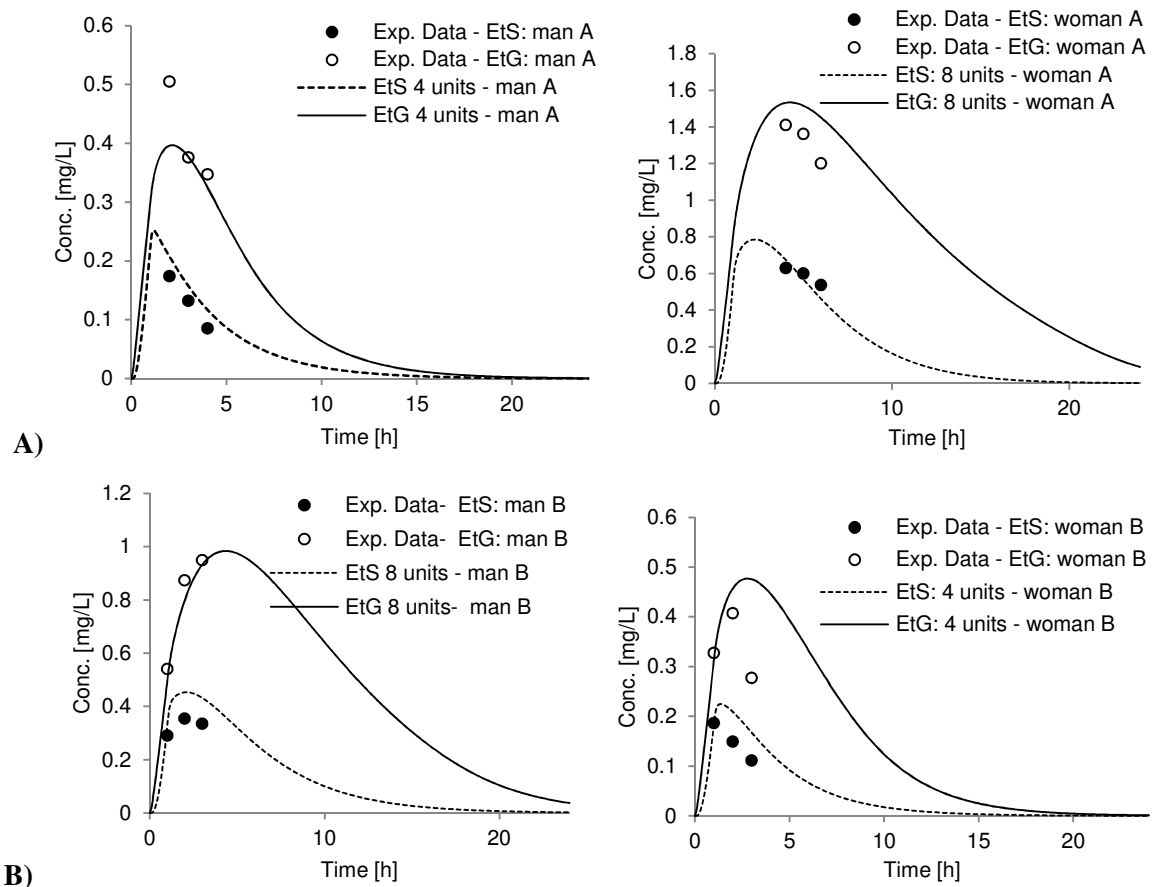 0.6
0.5
0.4
0.3
0.2
0.1
0
Conc. [mg/L]
0
5
10
15
20
Time [h]
Exp. Data - EtS: man A
Exp. Data - EtG: man A
EtS 4 units - man A
EtG 4 units - man A
1.8
1.6
1.4
1.2
1
0.8
0.6
0.4
0.2
0
Conc. [mg/L]
0
10
20
Time [h]
Exp. Data - EtS: woman A
Exp. Data - EtG: woman A
EtS: 8 units - woman A
EtG: 8 units - woman A
A)
1.2
1
0.8
0.6
0.4
0.2
0
Conc. [mg/L]
0
10
20
Time [h]
Exp. Data- EtS: man B
Exp. Data- EtG: man B
EtS 8 units - man B
EtG 8 units- man B
0.6
0.5
0.4
0.3
0.2
0.1
0
Conc. [mg/L]
0
5
10
15
20
Time [h]
Exp. Data - EtS: woman B
Exp. Data - EtG: woman B
EtS: 4 units - woman B
EtG: 4 units - woman B
B)